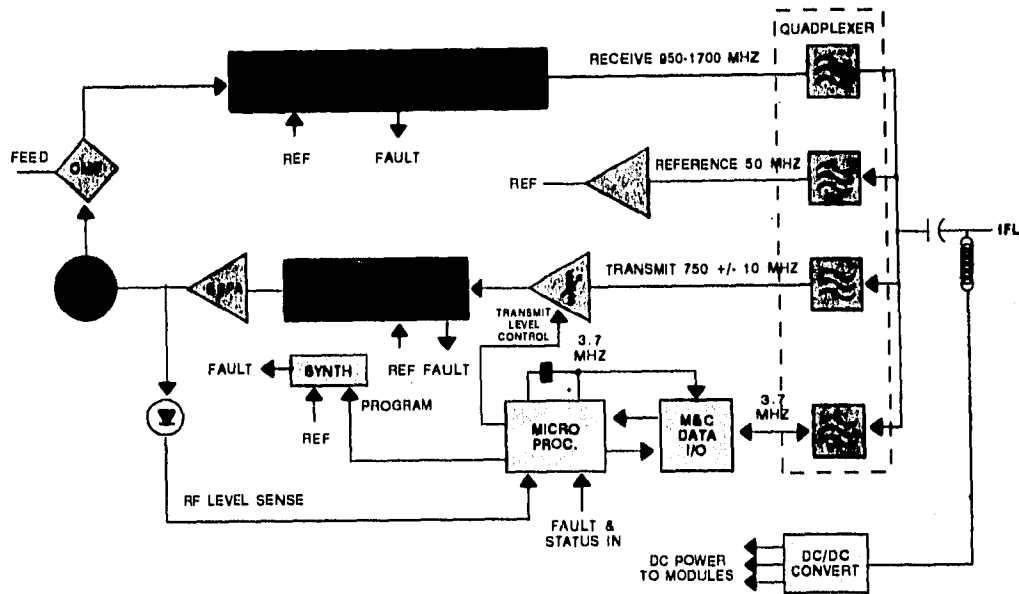 QUADPLEXER
RECEIVE 950-1700 MHZ
REF
FAULT
FEED
REF
REFERENCE 50 MHZ
IFL
TRANSMIT 750 +/- 10 MHZ
TRANSMIT
LEVEL
CONTROL
3.7
MHZ
FAULT
SYNTH
REF FAULT
PROGRAM
REF
MICRO
PROC.
M&C
DATA
I/O
3.7
MHZ
RF LEVEL SENSE
FAULT &
STATUS IN
DC POWER
TO MODULES
DC/DC
CONVERT